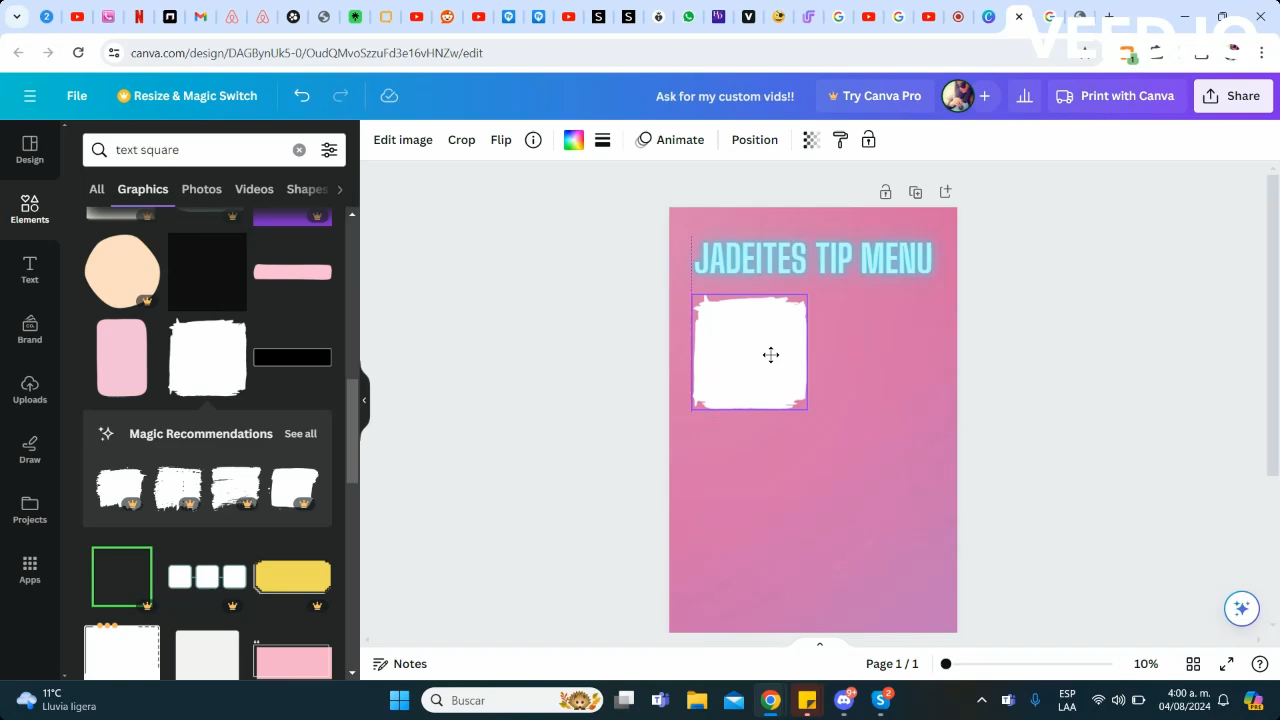 VEED.IO
canva.com/design/DAGBynUk5-0/OudQMvoSzzuFd3e16vHNZw/edit
File
Resize & Magic Switch
Ask for my custom vids!!
Try Canva Pro
Print with Canva
Share
Design
Elements
Text
Brand
Uploads
Draw
Projects
Apps
text square
All
Graphics
Photos
Videos
Shapes
Magic Recommendations
See all
Edit image
Crop
Flip
Animate
Position
JADEITES TIP MENU
Notes
Page 1 / 1
10%
11°C
Lluvia ligera
Buscar
ESP
LAA
4:00 a. m.
04/08/2024